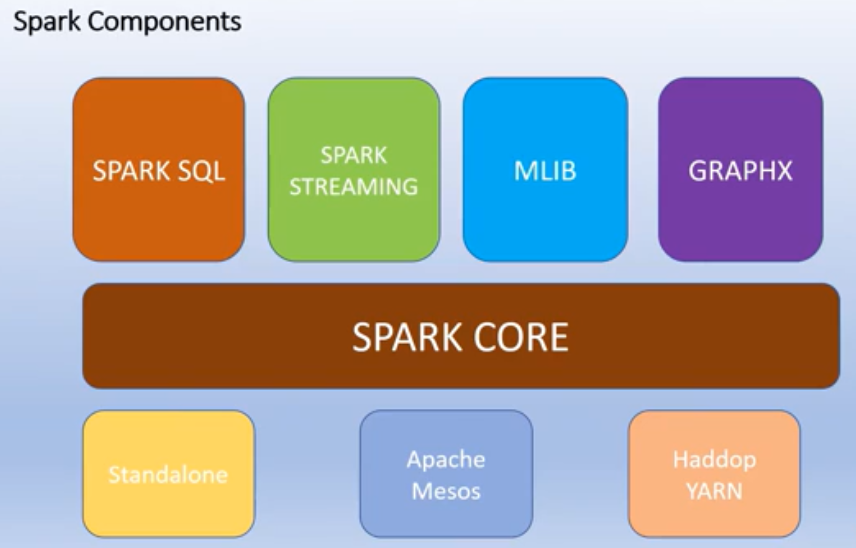 Spark Components
SPARK SQL
SPARK
STREAMING
MLIB
GRAPHX
SPARK CORE
Standalone
Apache
Mesos
Haddop
YARN